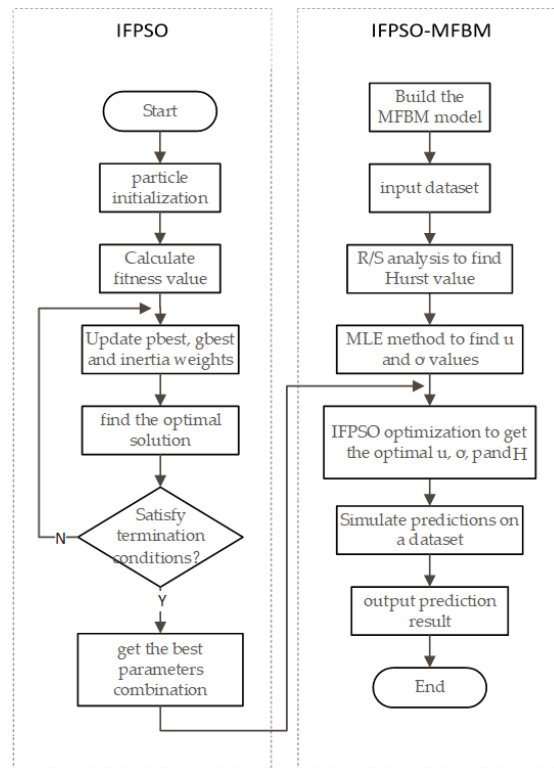 IFPSO
Start
particle
initialization
Calculate
fitness value
Update pbest, gbest
and inertia weights
find the optimal
solution
Satisfy
termination
conditions?
N
Y
get the best
parameters
combination
IFPSO-MFBM
Build the
MFBM model
input dataset
R/S analysis to find
Hurst value
MLE method to find u
and σ values
IFPSO optimization to get
the optimal u, σ, pand H
Simulate predictions on
a dataset
output prediction
result
End